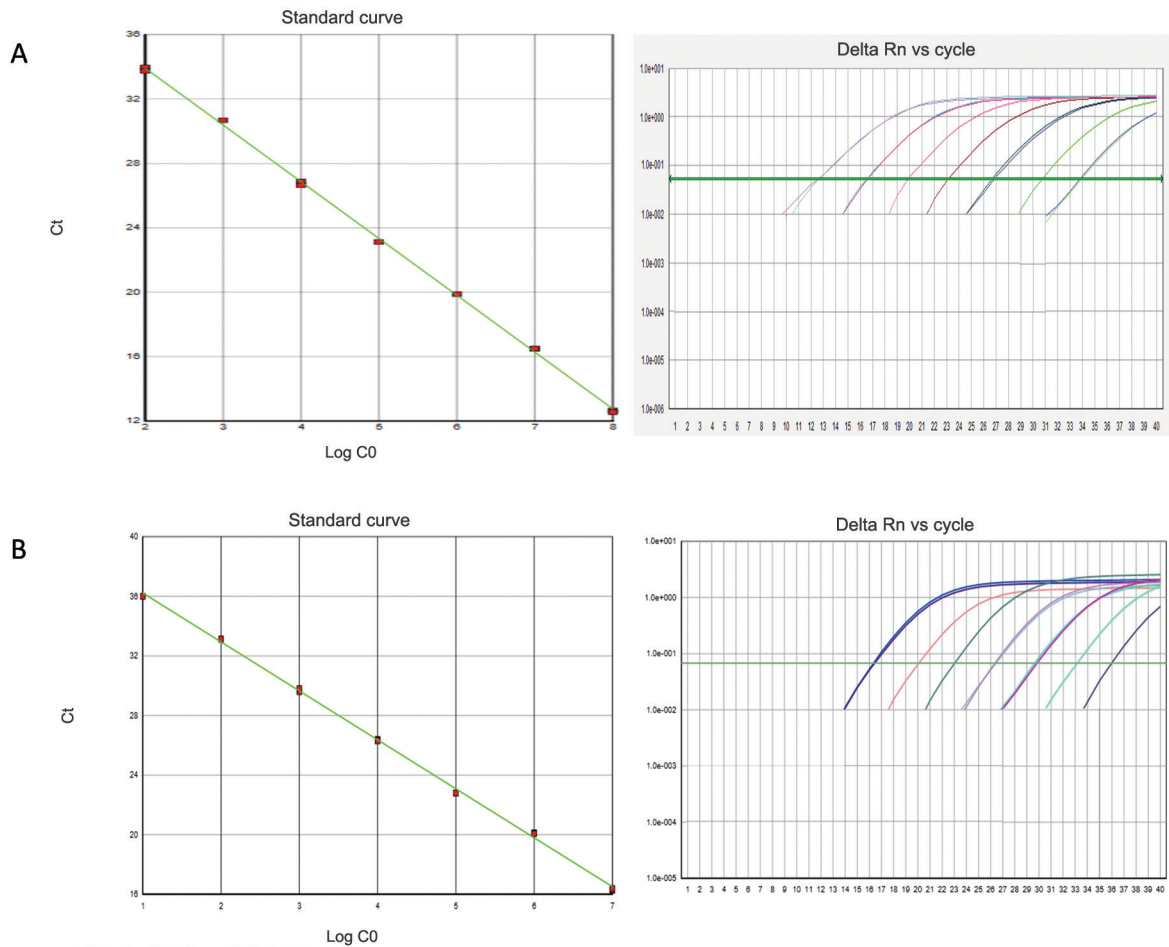 A
Standard curve
36
32
28
24
20
16
12
2 3 4 5 6 7 8
Ct
Log C0
Delta Rn vs cycle
1.0e+001
1.0e+000
1.0e-001
1.0e-002
1.0e-003
1.0e-004
1.0e-005
1.0e-006
1 2 3 4 5 6 7 8 9 10 11 12 13 14 15 16 17 18 19 20 21 22 23 24 25 26 27 28 29 30 31 32 33 34 35 36 37 38 39 40
B
Standard curve
40
36
32
28
24
20
16
1 2 3 4 5 6 7
Ct
Log C0
Delta Rn vs cycle
1.0e+001
1.0e+000
1.0e-001
1.0e-002
1.0e-003
1.0e-004
1.0e-005
1 2 3 4 5 6 7 8 9 10 11 12 13 14 15 16 17 18 19 20 21 22 23 24 25 26 27 28 29 30 31 32 33 34 35 36 37 38 39 40